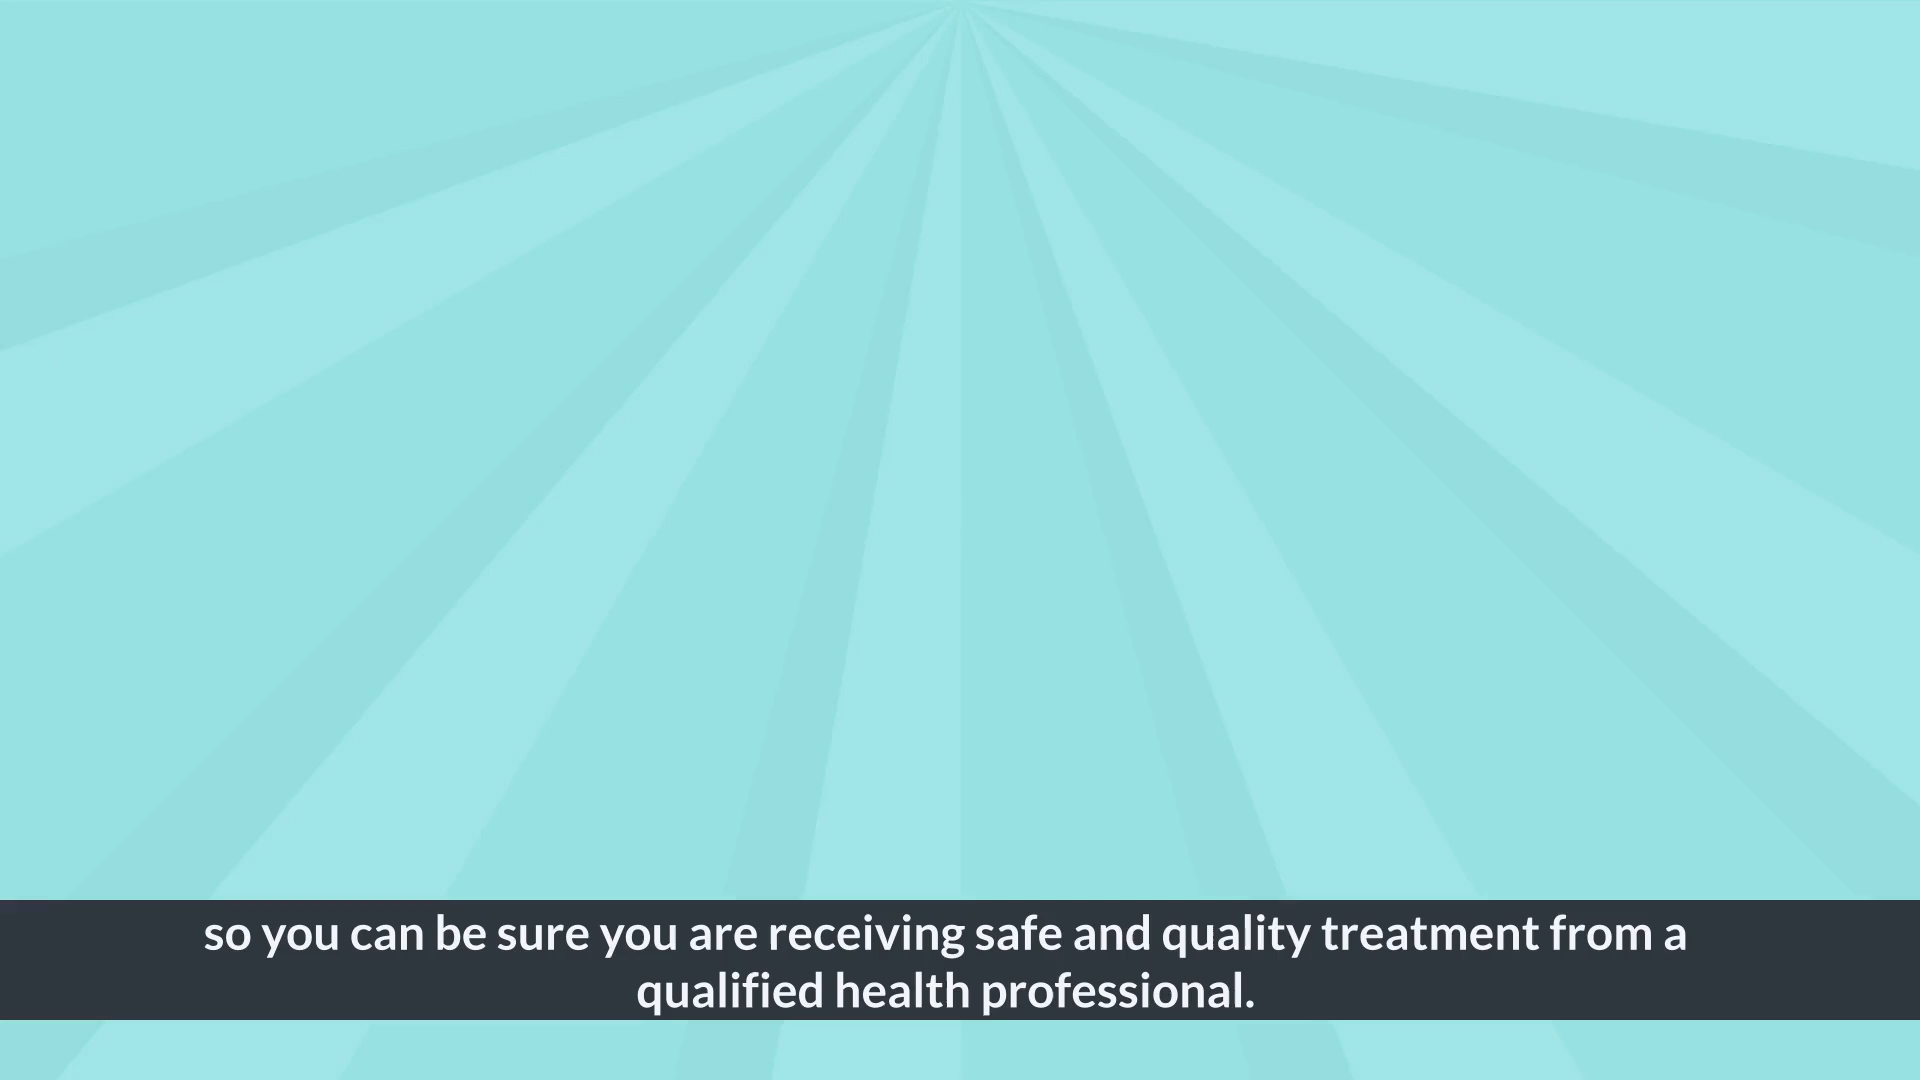 so you can be sure you are receiving safe and quality treatment from a
qualified health professional.